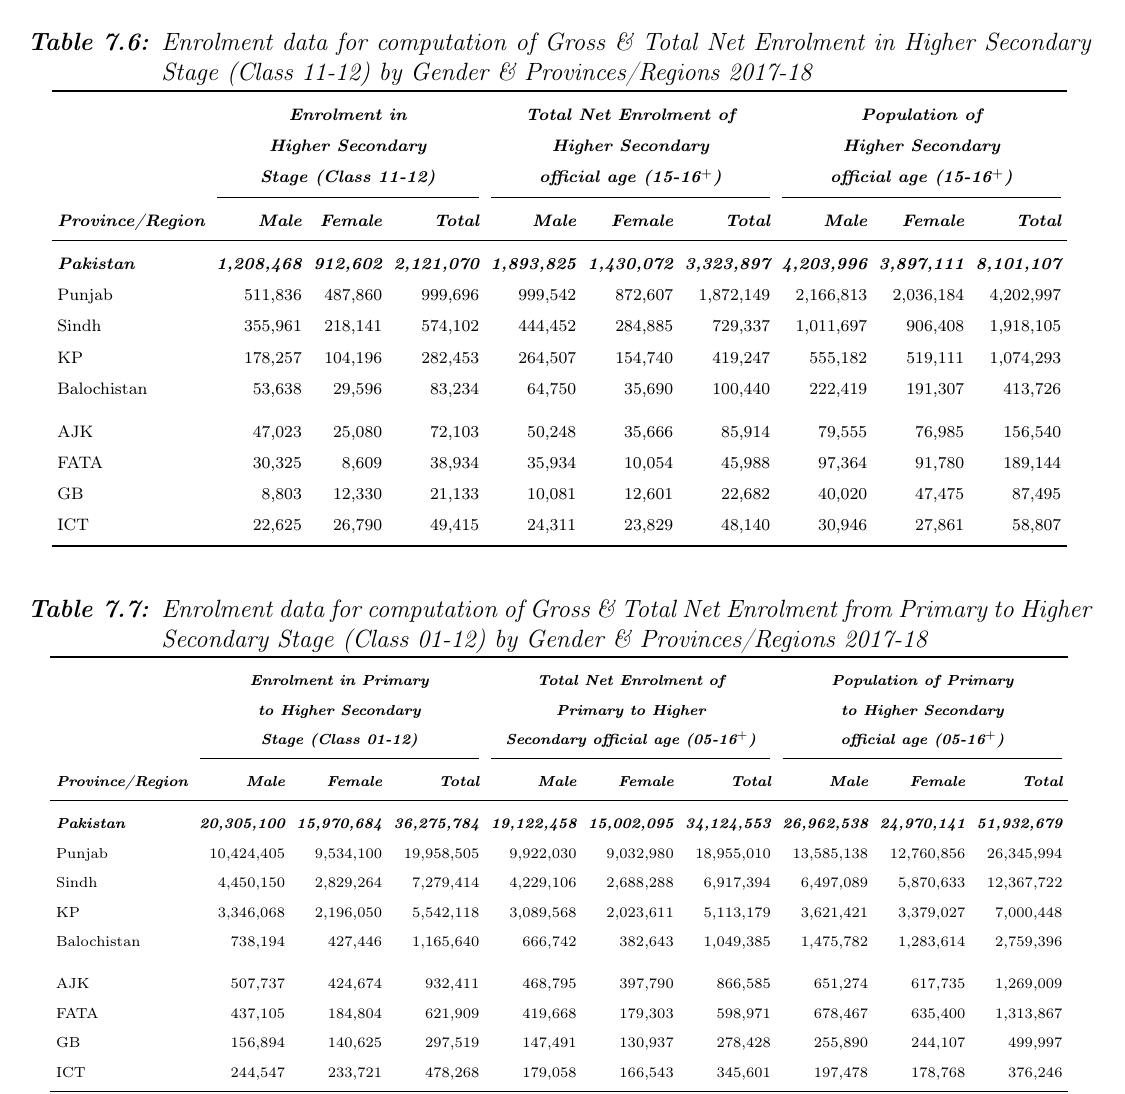 Table 7.6: Enrolment data for computation of Gross & Total Net Enrolment in Higher Secondary
Stage (Class 11-12) by Gender & Provinces/Regions 2017-18
Enrolment in Total Net Enrolment of Population of
Higher Secondary Higher Secondary Higher Secondary
Stage (Class 11-12) official age (15-16+) official age (15-16+)
Province/Region Male Female Total Male Female Total Male Female Total
Pakistan 1,208,468 912,602 2,121,070 1,893,825 1,430,072 3,323,897 4,203,996 3,897,111 8,101,107
Punjab 511,836 487,860 999,696 999,542 872,607 1,872,149 2,166,813 2,036,184 4,202,997
Sindh 355,961 218,141 574,102 444,452 284,885 729,337 1,011,697 906,408 1,918,105
KP 178,257 104,196 282,453 264,507 154,740 419,247 555,182 519,111 1,074,293
Balochistan 53,638 29,596 83,234 64,750 35,690 100,440 222,419 191,307 413,726
AJK 47,023 25,080 72,103 50,248 35,666 85,914 79,555 76,985 156,540
FATA 30,325 8,609 38,934 35,934 10,054 45,988 97,364 91,780 189,144
GB 8,803 12,330 21,133 10,081 12,601 22,682 40,020 47,475 87,495
ICT 22,625 26,790 49,415 24,311 23,829 48,140 30,946 27,861 58,807
Table 7.7: Enrolment data for computation of Gross & Total Net Enrolment from Primary to Higher
Secondary Stage (Class 01-12) by Gender & Provinces/Regions 2017-18
Enrolment in Primary Total Net Enrolment of Population of Primary
to Higher Secondary Primary to Higher to Higher Secondary
Stage (Class 01-12) Secondary official age (05-16+) official age (05-16+)
Province/Region Male Female Total Male Female Total Male Female Total
Pakistan 20,305,100 15,970,684 36,275,784 19,122,458 15,002,095 34,124,553 26,962,538 24,970,141 51,932,679
Punjab 10,424,405 9,534,100 19,958,505 9,922,030 9,032,980 18,955,010 13,585,138 12,760,856 26,345,994
Sindh 4,450,150 2,829,264 7,279,414 4,229,106 2,688,288 6,917,394 6,497,089 5,870,633 12,367,722
KP 3,346,068 2,196,050 5,542,118 3,089,568 2,023,611 5,113,179 3,621,421 3,379,027 7,000,448
Balochistan 738,194 427,446 1,165,640 666,742 382,643 1,049,385 1,475,782 1,283,614 2,759,396
AJK 507,737 424,674 932,411 468,795 397,790 866,585 651,274 617,735 1,269,009
FATA 437,105 184,804 621,909 419,668 179,303 598,971 678,467 635,400 1,313,867
GB 156,894 140,625 297,519 147,491 130,937 278,428 255,890 244,107 499,997
ICT 244,547 233,721 478,268 179,058 166,543 345,601 197,478 178,768 376,246